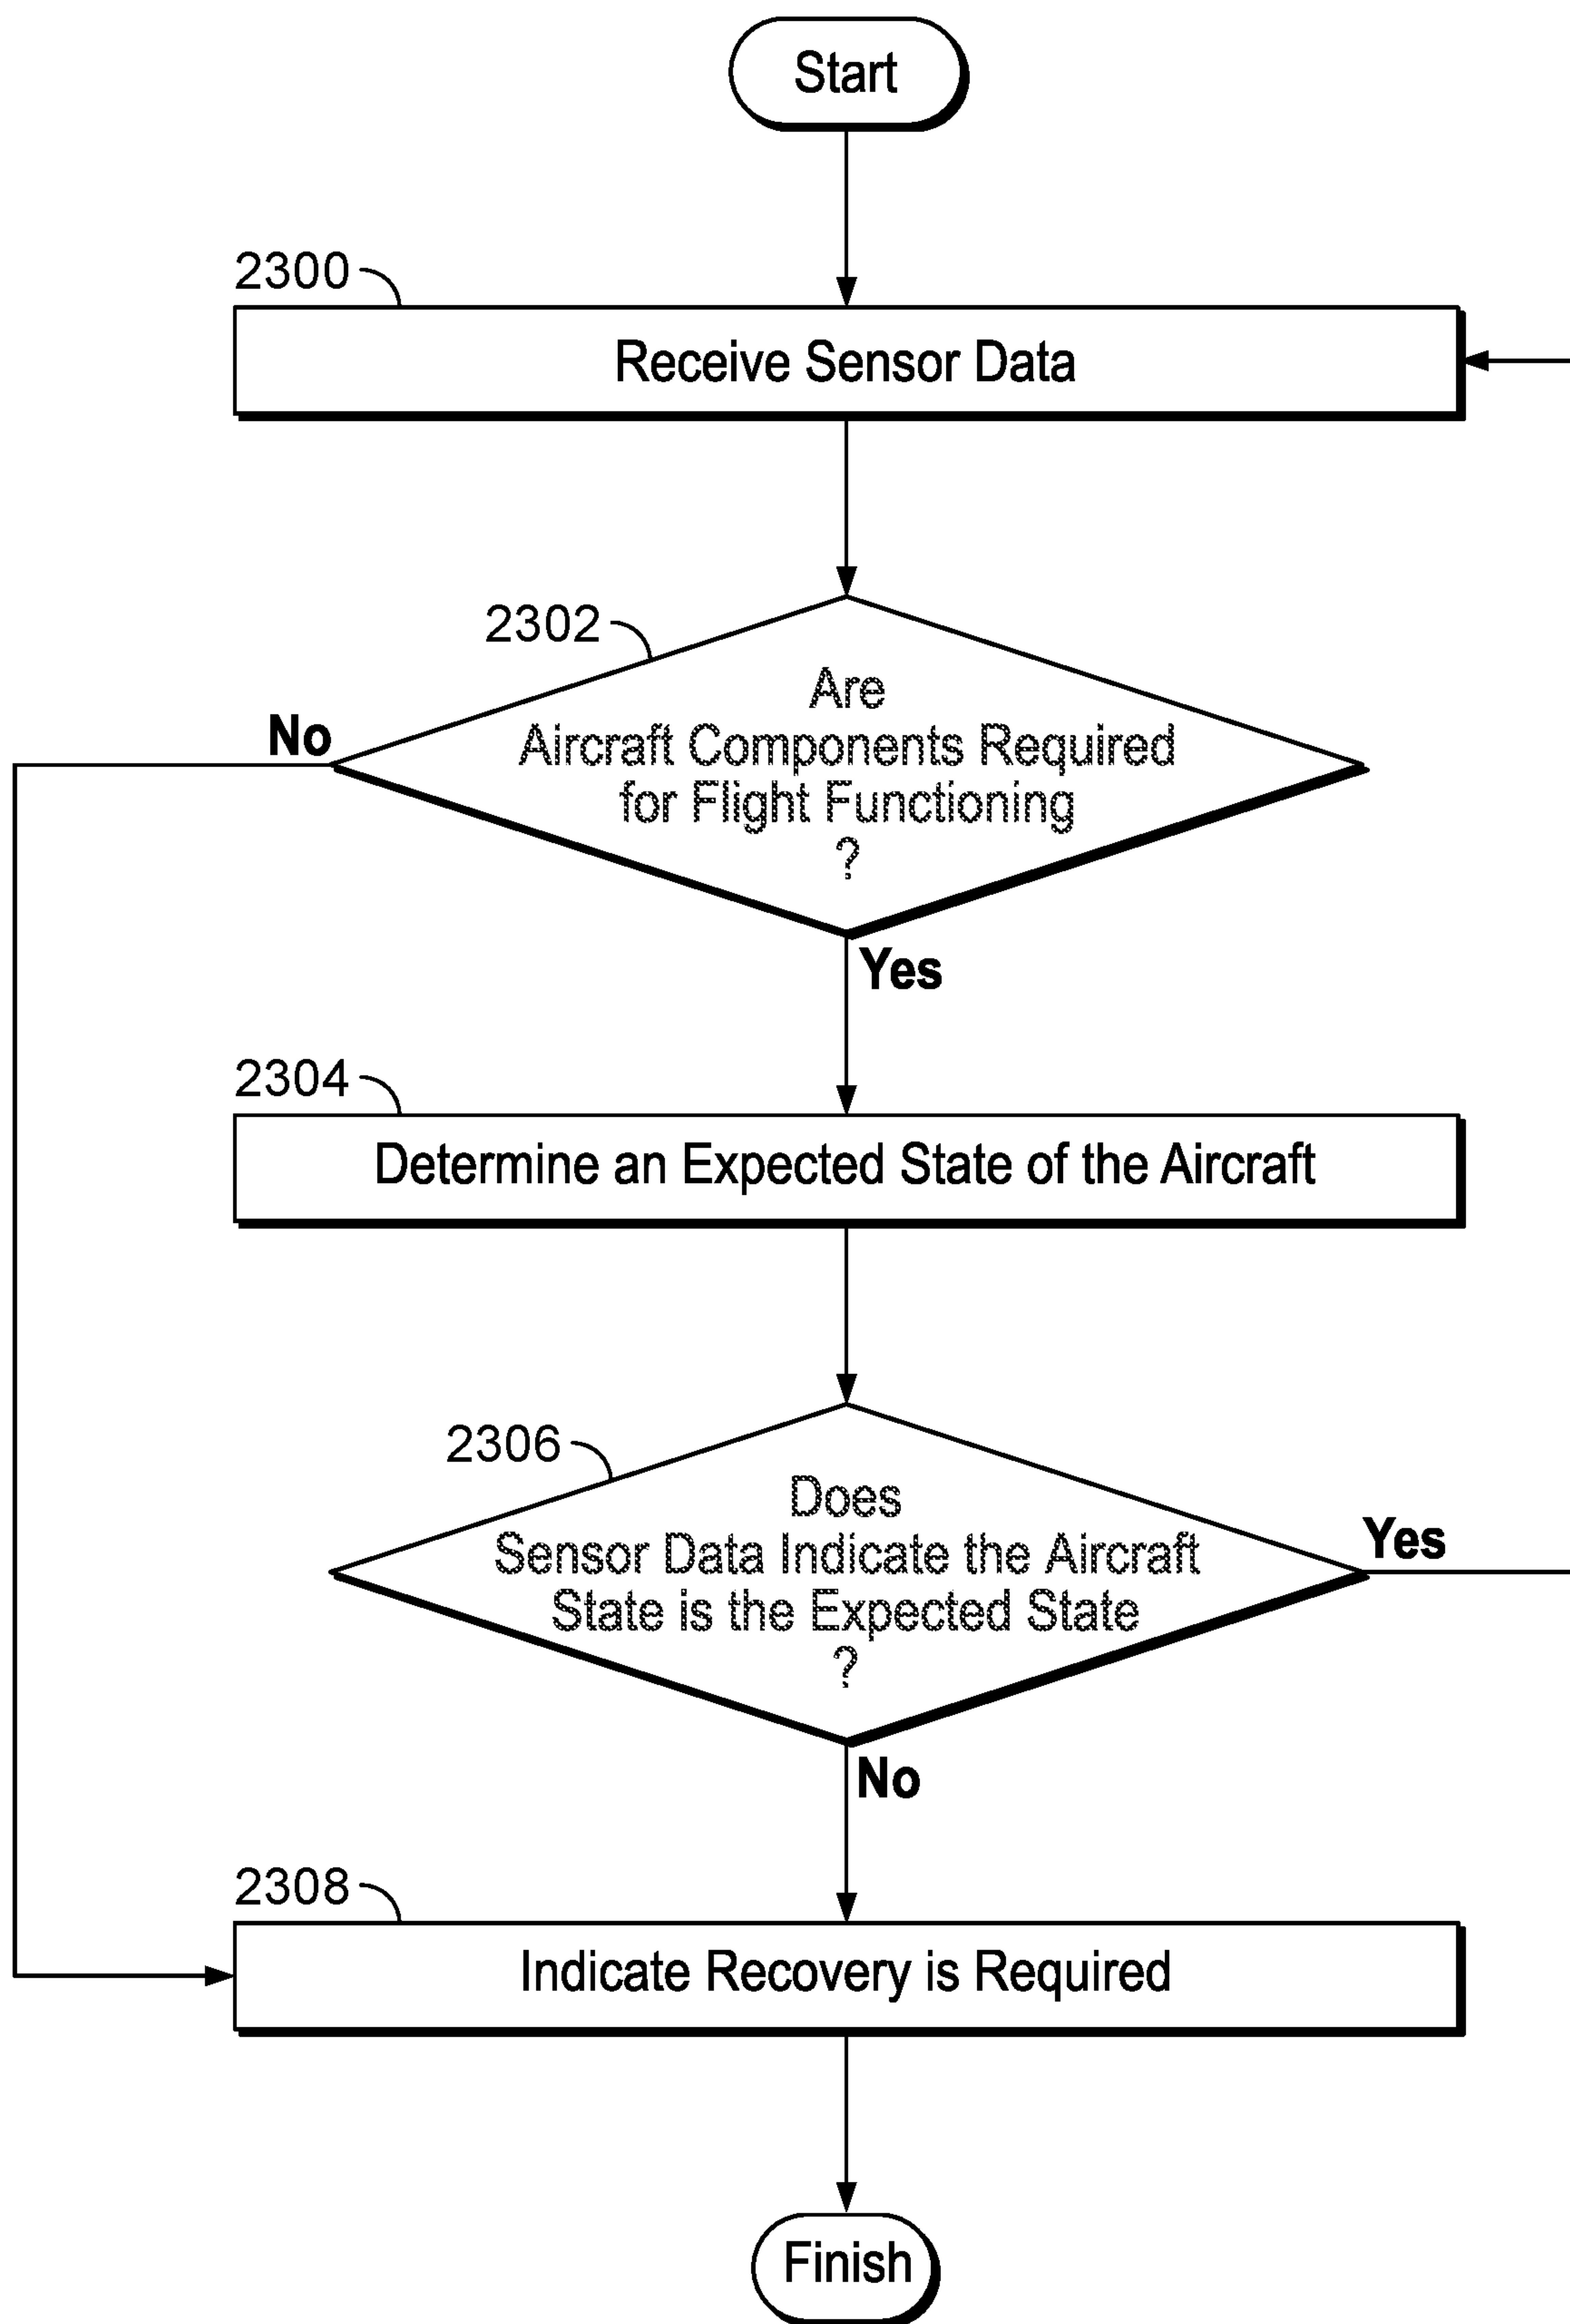 Start
2300
Receive Sensor Data
2302
Are
Aircraft Components Required
for Flight Functioning
?
No
Yes
2304
Determine an Expected State of the Aircraft
2306
Does
Sensor Data Indicate the Aircraft
State is the Expected State
?
Yes
No
2308
Indicate Recovery is Required
Finish